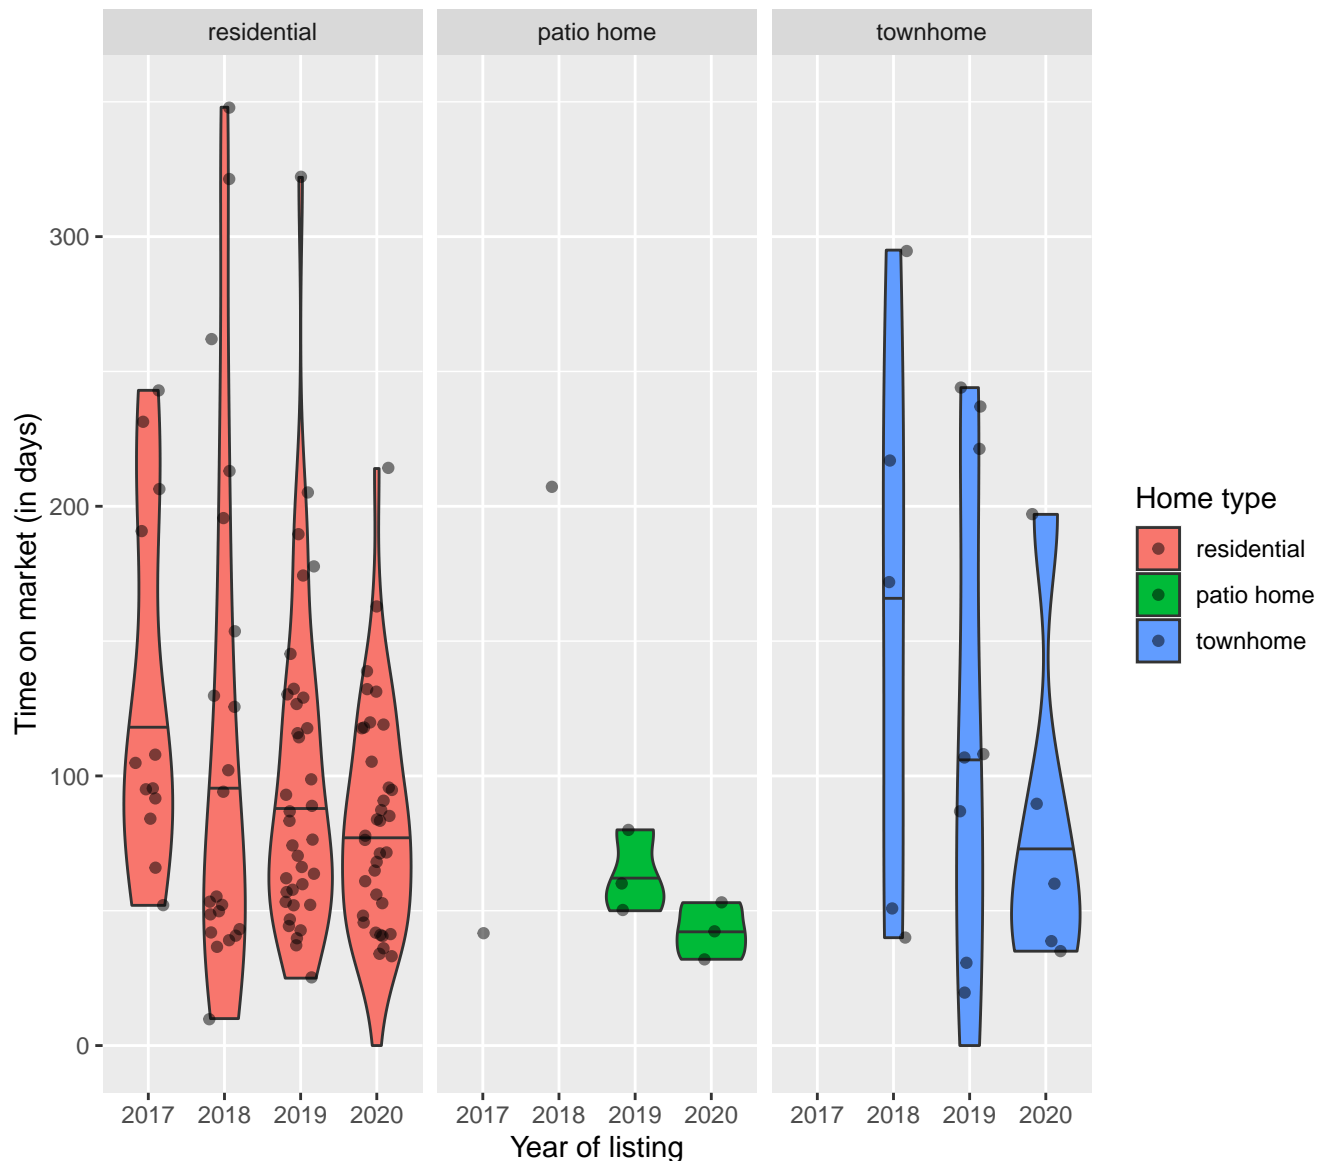 residential patio home townhome
300
200
100
0
Time on market (in days)
2017 2018 2019 2020 2017 2018 2019 2020 2017 2018 2019 2020
Year of listing
Home type
residential
patio home
townhome